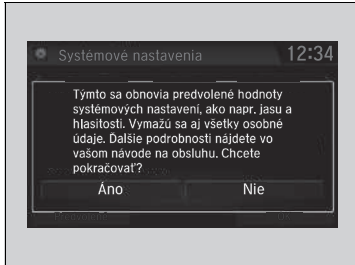 Systémové nastavenia 12:34
Týmto sa obnovia predvolené hodnoty
systémových nastavení, ako napr. jasu a
hlasitosti. Vymažú sa aj všetky osobné
údaje. Ďalšie podrobnosti nájdete vo
vašom návode na obsluhu. Chcete
pokračovať?
Áno Nie